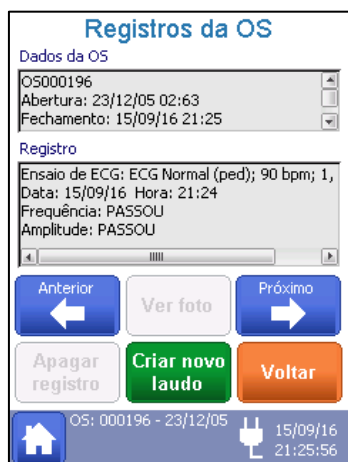 Registros da OS
Dados da OS
OS000196
Abertura: 23/12/05 02:63
Fechamento: 15/09/16 21:25
Registro
Ensaio de ECG: ECG Normal (ped); 90 bpm; 1,
Data: 15/09/16 Hora: 21:24
Frequência: PASSOU
Amplitude: PASSOU
Anterior
Ver foto
Próximo
Apagar
registro
Criar novo
laudo
Voltar
OS: 000196 - 23/12/05
15/09/16
21:25:56